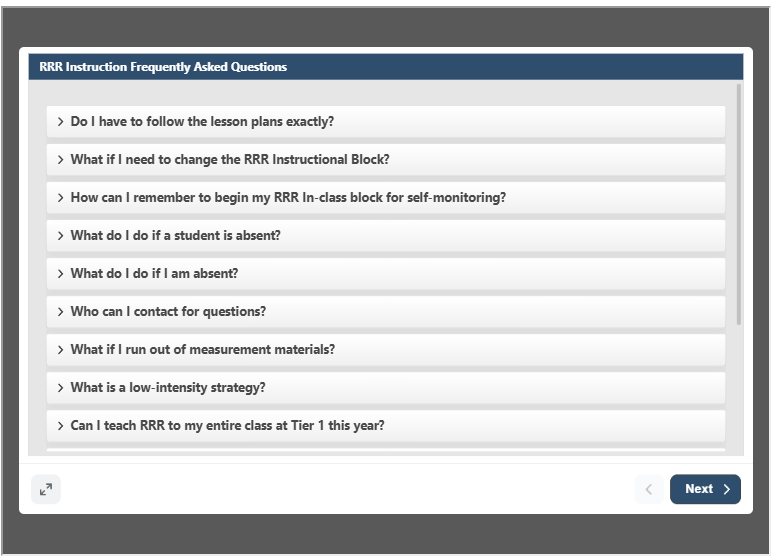 RRR Instruction Frequently Asked Questions
Do I have to follow the lesson plans exactly?
What if I need to change the RRR Instructional Block?
How can I remember to begin my RRR In-class block for self-monitoring?
What do I do if a student is absent?
What do I do if I am absent?
Who can I contact for questions?
What if I run out of measurement materials?
What is a low-intensity strategy?
Can I teach RRR to my entire class at Tier 1 this year?
Next